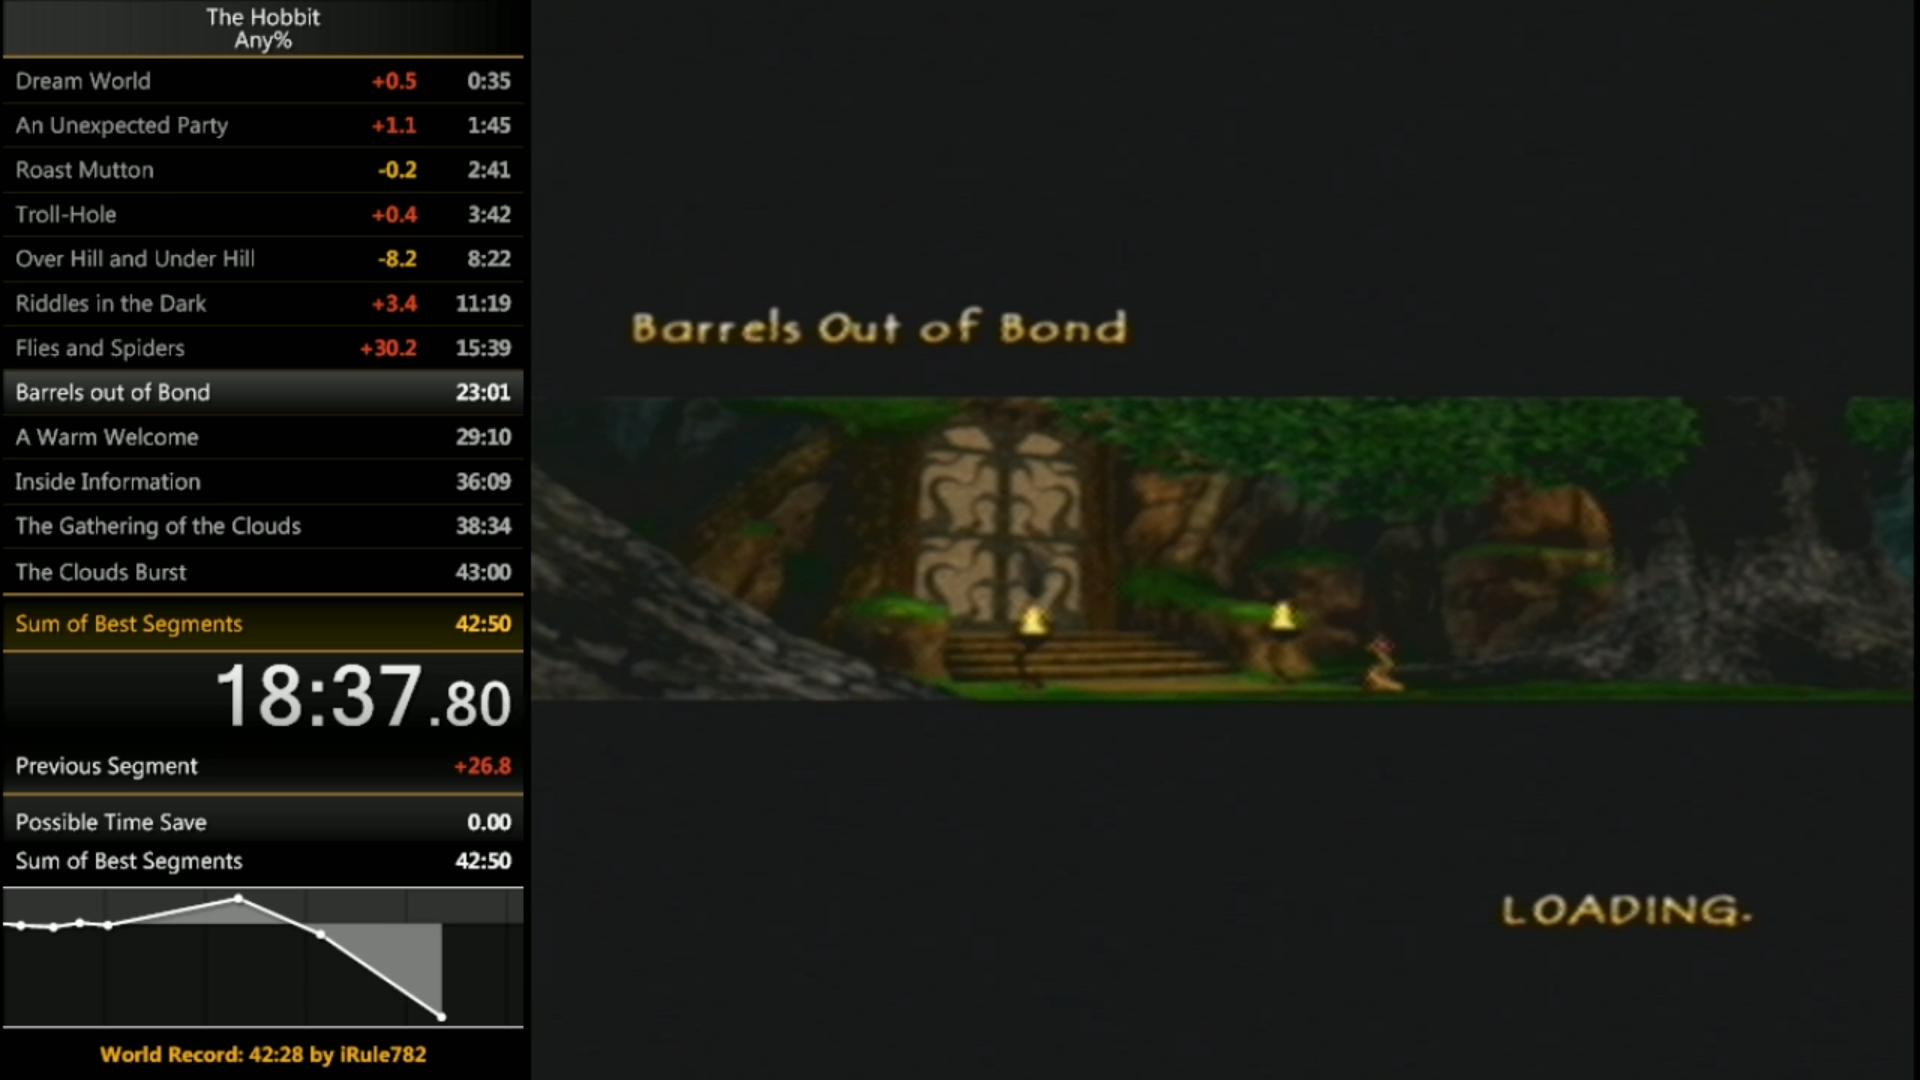 The Hobbit
Any%
Dream World +0.5 0:35
An Unexpected Party +1.1 1:45
Roast Mutton -0.2 2:41
Troll-Hole +0.4 3:42
Over Hill and Under Hill -8.2 8:22
Riddles in the Dark +3.4 11:19
Flies and Spiders +30.2 15:39
Barrels out of Bond 23:01
A Warm Welcome 29:10
Inside Information 36:09
The Gathering of the Clouds 38:34
The Clouds Burst 43:00
Sum of Best Segments 42:50
18:37.80
Previous Segment +26.8
Possible Time Save 0.00
Sum of Best Segments 42:50
World Record: 42:28 by iRule782
Barrels Out of Bond
LOADING.